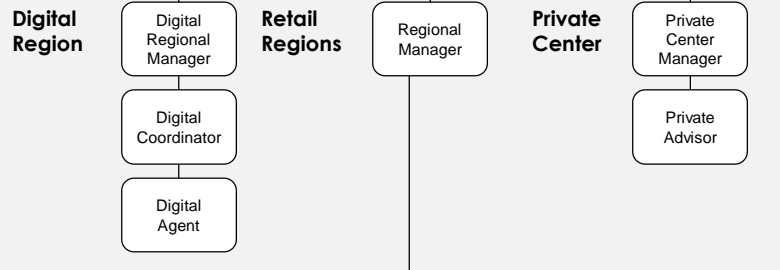 Digital
Region
Digital
Regional
Manager
Digital
Coordinator
Digital
Agent
Retail
Regions
Regional
Manager
Private
Center
Private
Center
Manager
Private
Advisor